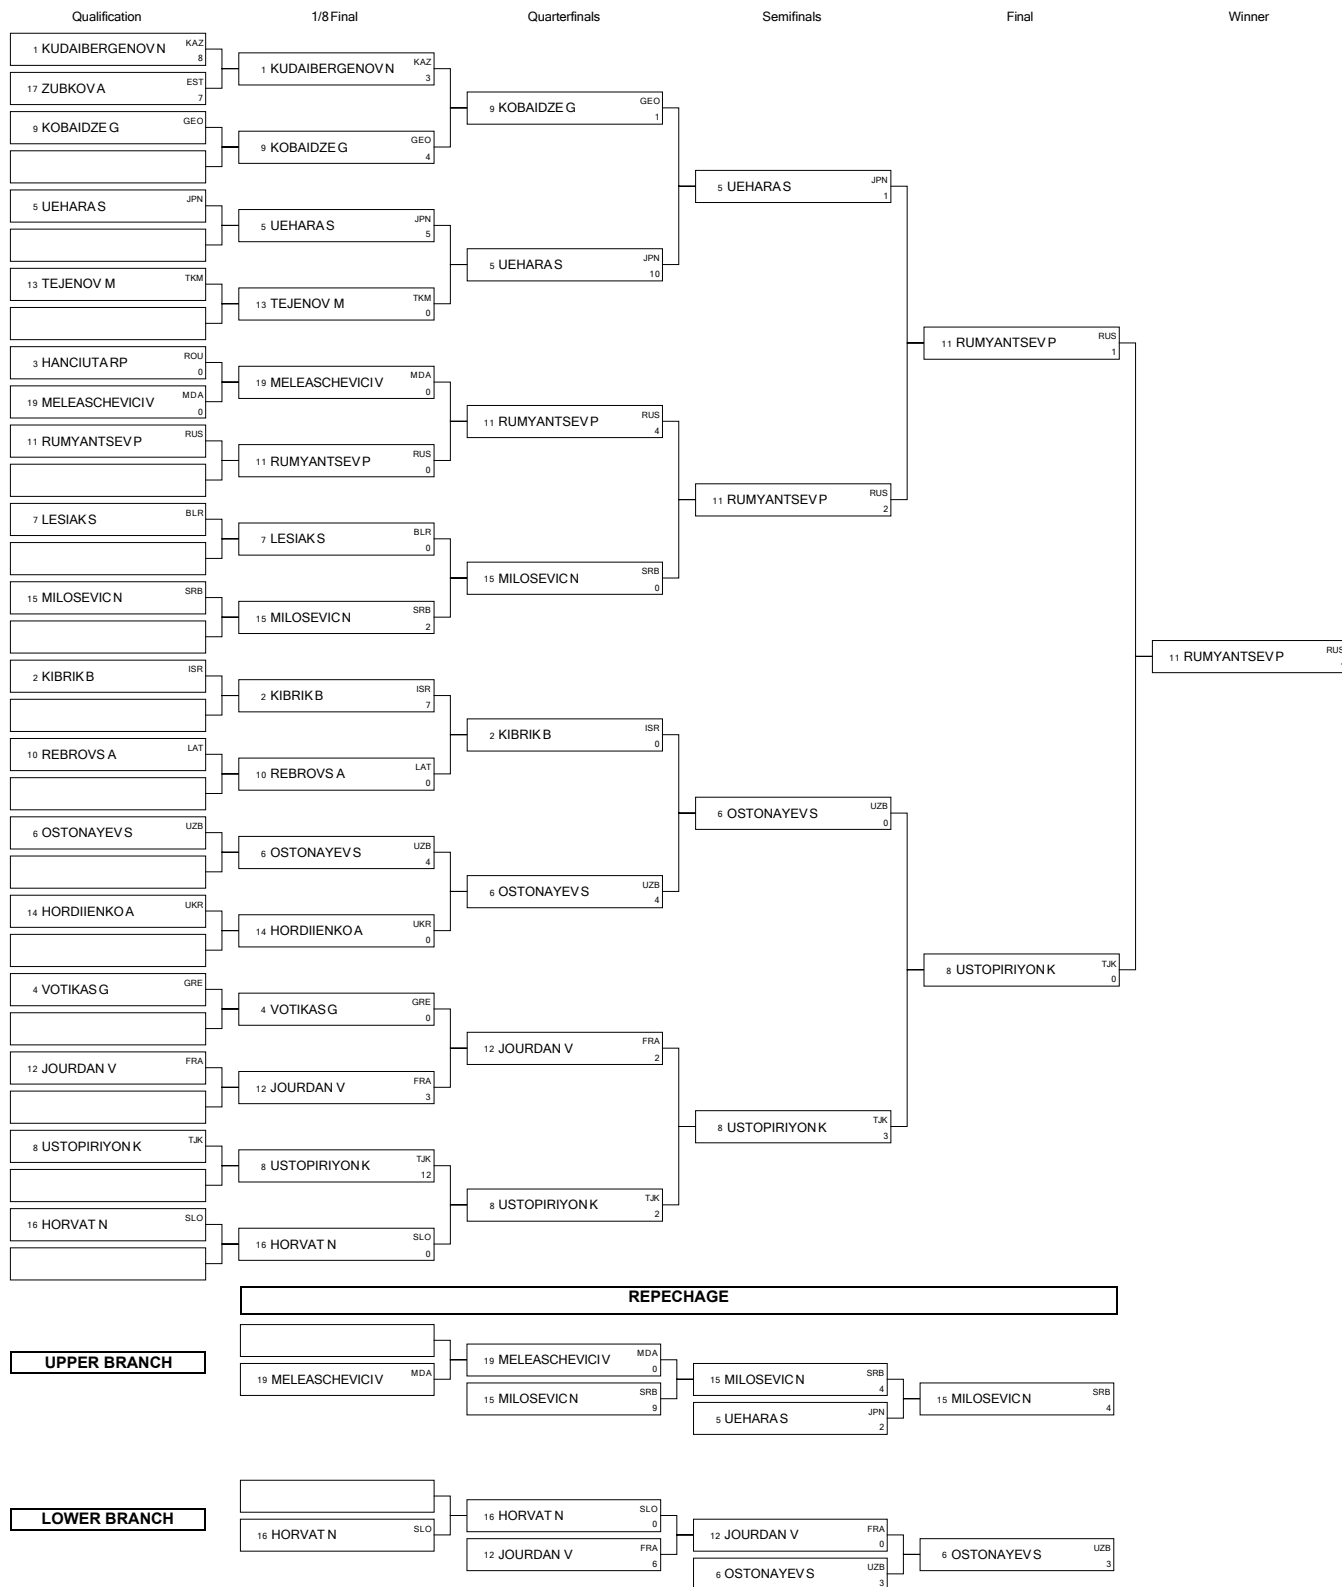 Qualification 1/8 Final Quarterfinals Semifinals Final Winner
1 KUDAIBERGENOV N KAZ 8
17 ZUBKOV A EST 7
9 KOBAIDZE G GEO
5 UEHARA S JPN
13 TEJENOV M TKM
3 HANCIUTA RP ROU 0
19 MELEASCHEVICI V MDA 0
11 RUMYANTSEV P RUS
7 LESIAK S BLR
15 MILOSEVIC N SRB
2 KIBRIK B ISR
10 REBROVS A LAT
6 OSTONAYEV S UZB
14 HORDIIENKO A UKR
4 VOTIKAS G GRE
12 JOURDAN V FRA
8 USTOPIRIYON K TJK
16 HORVAT N SLO
1 KUDAIBERGENOV N KAZ 3
9 KOBAIDZE G GEO 4
5 UEHARA S JPN 5
13 TEJENOV M TKM 0
19 MELEASCHEVICI V MDA 0
11 RUMYANTSEV P RUS 0
7 LESIAK S BLR 0
15 MILOSEVIC N SRB 2
2 KIBRIK B ISR 7
10 REBROVS A LAT 0
6 OSTONAYEV S UZB 4
14 HORDIIENKO A UKR 0
4 VOTIKAS G GRE 0
12 JOURDAN V FRA 3
8 USTOPIRIYON K TJK 12
16 HORVAT N SLO 0
9 KOBAIDZE G GEO 1
5 UEHARA S JPN 10
11 RUMYANTSEV P RUS 4
15 MILOSEVIC N SRB 0
2 KIBRIK B ISR 0
6 OSTONAYEV S UZB 4
12 JOURDAN V FRA 2
8 USTOPIRIYON K TJK 2
5 UEHARA S JPN 1
11 RUMYANTSEV P RUS 2
6 OSTONAYEV S UZB 0
8 USTOPIRIYON K TJK 3
11 RUMYANTSEV P RUS 1
8 USTOPIRIYON K TJK 0
11 RUMYANTSEV P RUS
REPECHAGE
UPPER BRANCH
19 MELEASCHEVICI V MDA
19 MELEASCHEVICI V MDA 0
15 MILOSEVIC N SRB 9
15 MILOSEVIC N SRB 4
5 UEHARA S JPN 2
15 MILOSEVIC N SRB 4
LOWER BRANCH
16 HORVAT N SLO
16 HORVAT N SLO 0
12 JOURDAN V FRA 6
12 JOURDAN V FRA 0
6 OSTONAYEV S UZB 3
6 OSTONAYEV S UZB 3